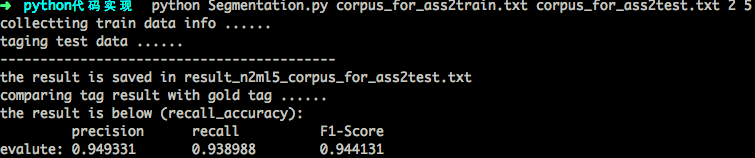 ➜  python代码实现  python Segmentation.py corpus_for_ass2train.txt corpus_for_ass2test.txt 2 5
collecttting train data info ......
taging test data ......
------------------------------------------
the result is saved in result_n2ml5_corpus_for_ass2test.txt
comparing tag result with gold tag ......
the result is below (recall_accuracy):
precision recall F1-Score
evalute: 0.949331 0.938988 0.944131